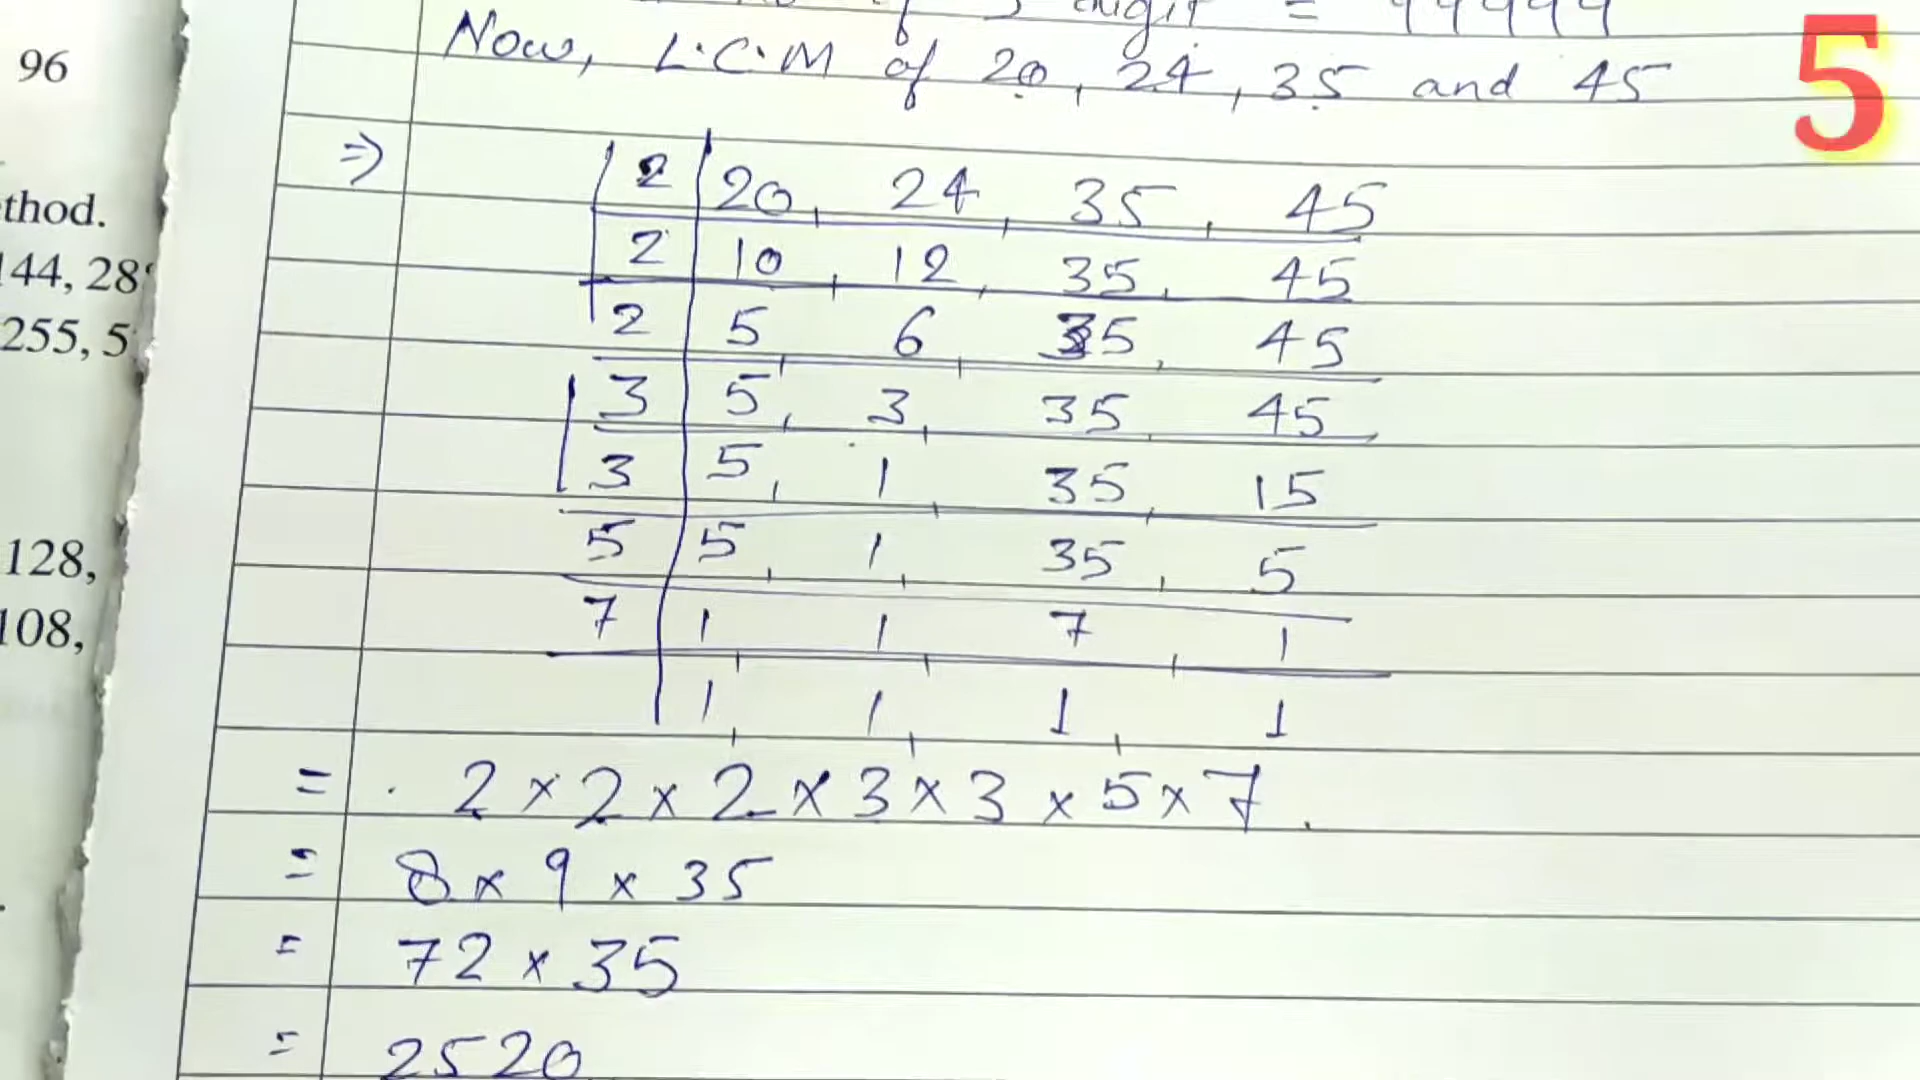 digit = 99999
5
Now, L.C.M of 20, 24, 35 and 45
96
⇒ 2 | 20, 24, 35, 45
thod.
2 | 10, 12, 35, 45
144, 28
2 | 5, 6, 35, 45
255, 5
3 | 5, 3, 35, 45
3 | 5, 1, 35, 15
5 | 5, 1, 35, 5
128,
7 | 1, 1, 7, 1
108,
1, 1, 1, 1
= 2 × 2 × 2 × 3 × 3 × 5 × 7.
= 8 × 9 × 35
= 72 × 35
= 2520